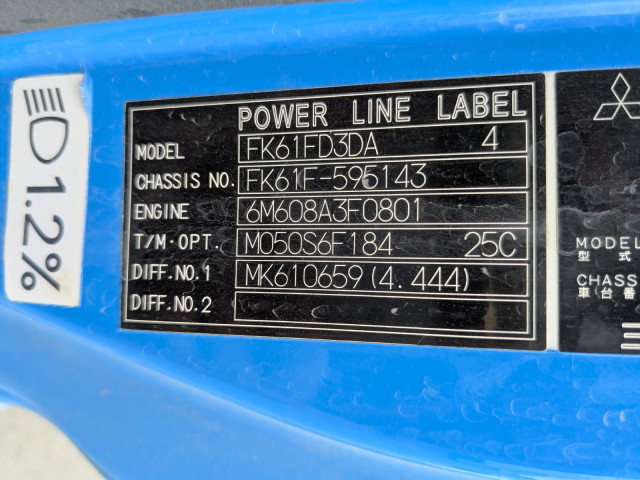 1.2%
POWER LINE LABEL
MODEL FK61FD3DA 4
CHASSIS NO. FK61F-595143
ENGINE 6M608A3F0801
T/M·OPT. M050S6F184 25C
DIFF.NO.1 MK610659(4.444)
DIFF.NO.2
MODEL
型 式
CHASS
車台番